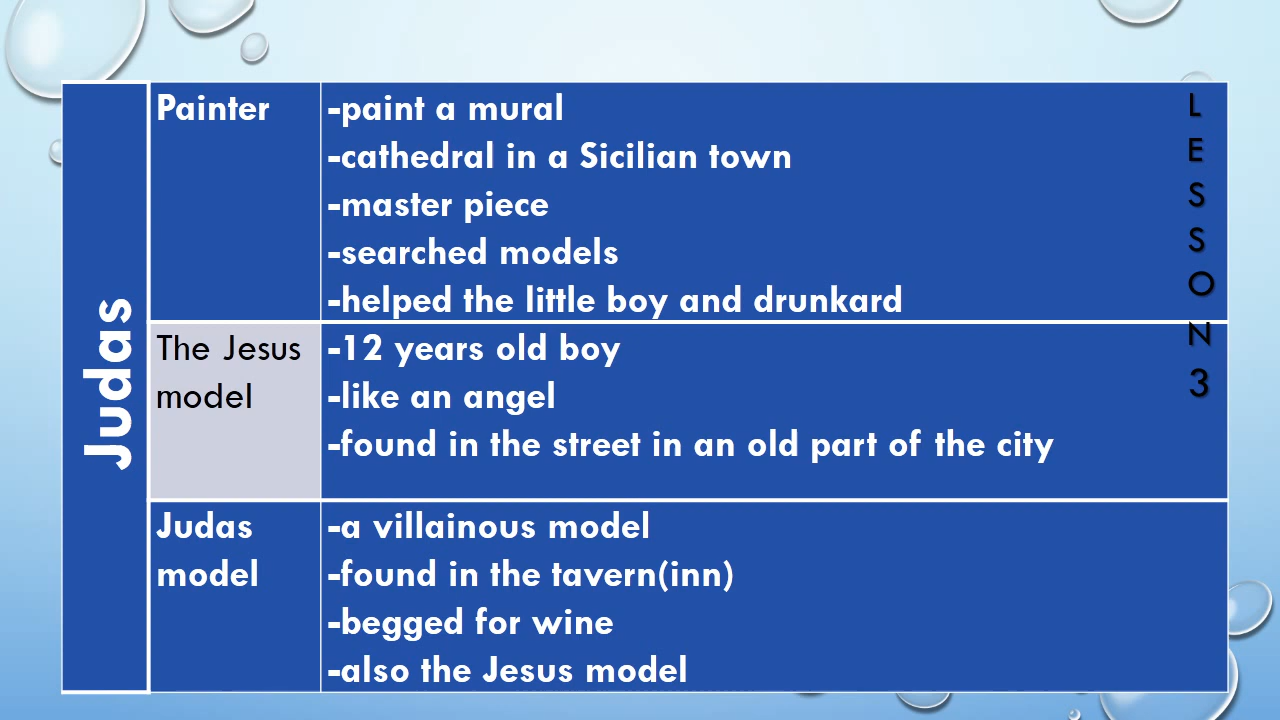 Judas
Painter
-paint a mural
-cathedral in a Sicilian town
-master piece
-searched models
-helped the little boy and drunkard
The Jesus
model
-12 years old boy
-like an angel
-found in the street in an old part of the city
Judas
model
-a villainous model
-found in the tavern(inn)
-begged for wine
-also the Jesus model
L
E
S
S
O
N
3